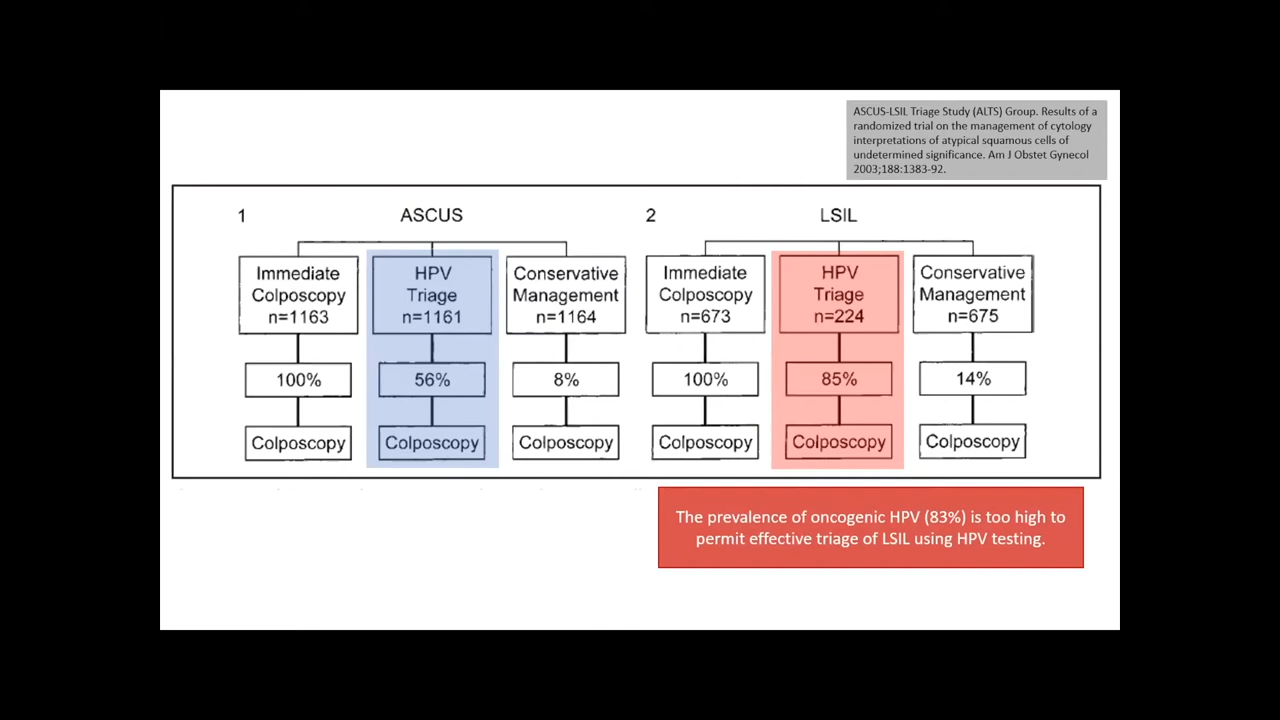 ASCUS-LSIL Triage Study (ALTS) Group. Results of a
randomized trial on the management of cytology
interpretations of atypical squamous cells of
undetermined significance. Am J Obstet Gynecol
2003;188:1383-92.
1 ASCUS
Immediate
Colposcopy
n=1163
100%
Colposcopy
HPV
Triage
n=1161
56%
Colposcopy
Conservative
Management
n=1164
8%
Colposcopy
2 LSIL
Immediate
Colposcopy
n=673
100%
Colposcopy
HPV
Triage
n=224
85%
Colposcopy
Conservative
Management
n=675
14%
Colposcopy
The prevalence of oncogenic HPV (83%) is too high to
permit effective triage of LSIL using HPV testing.